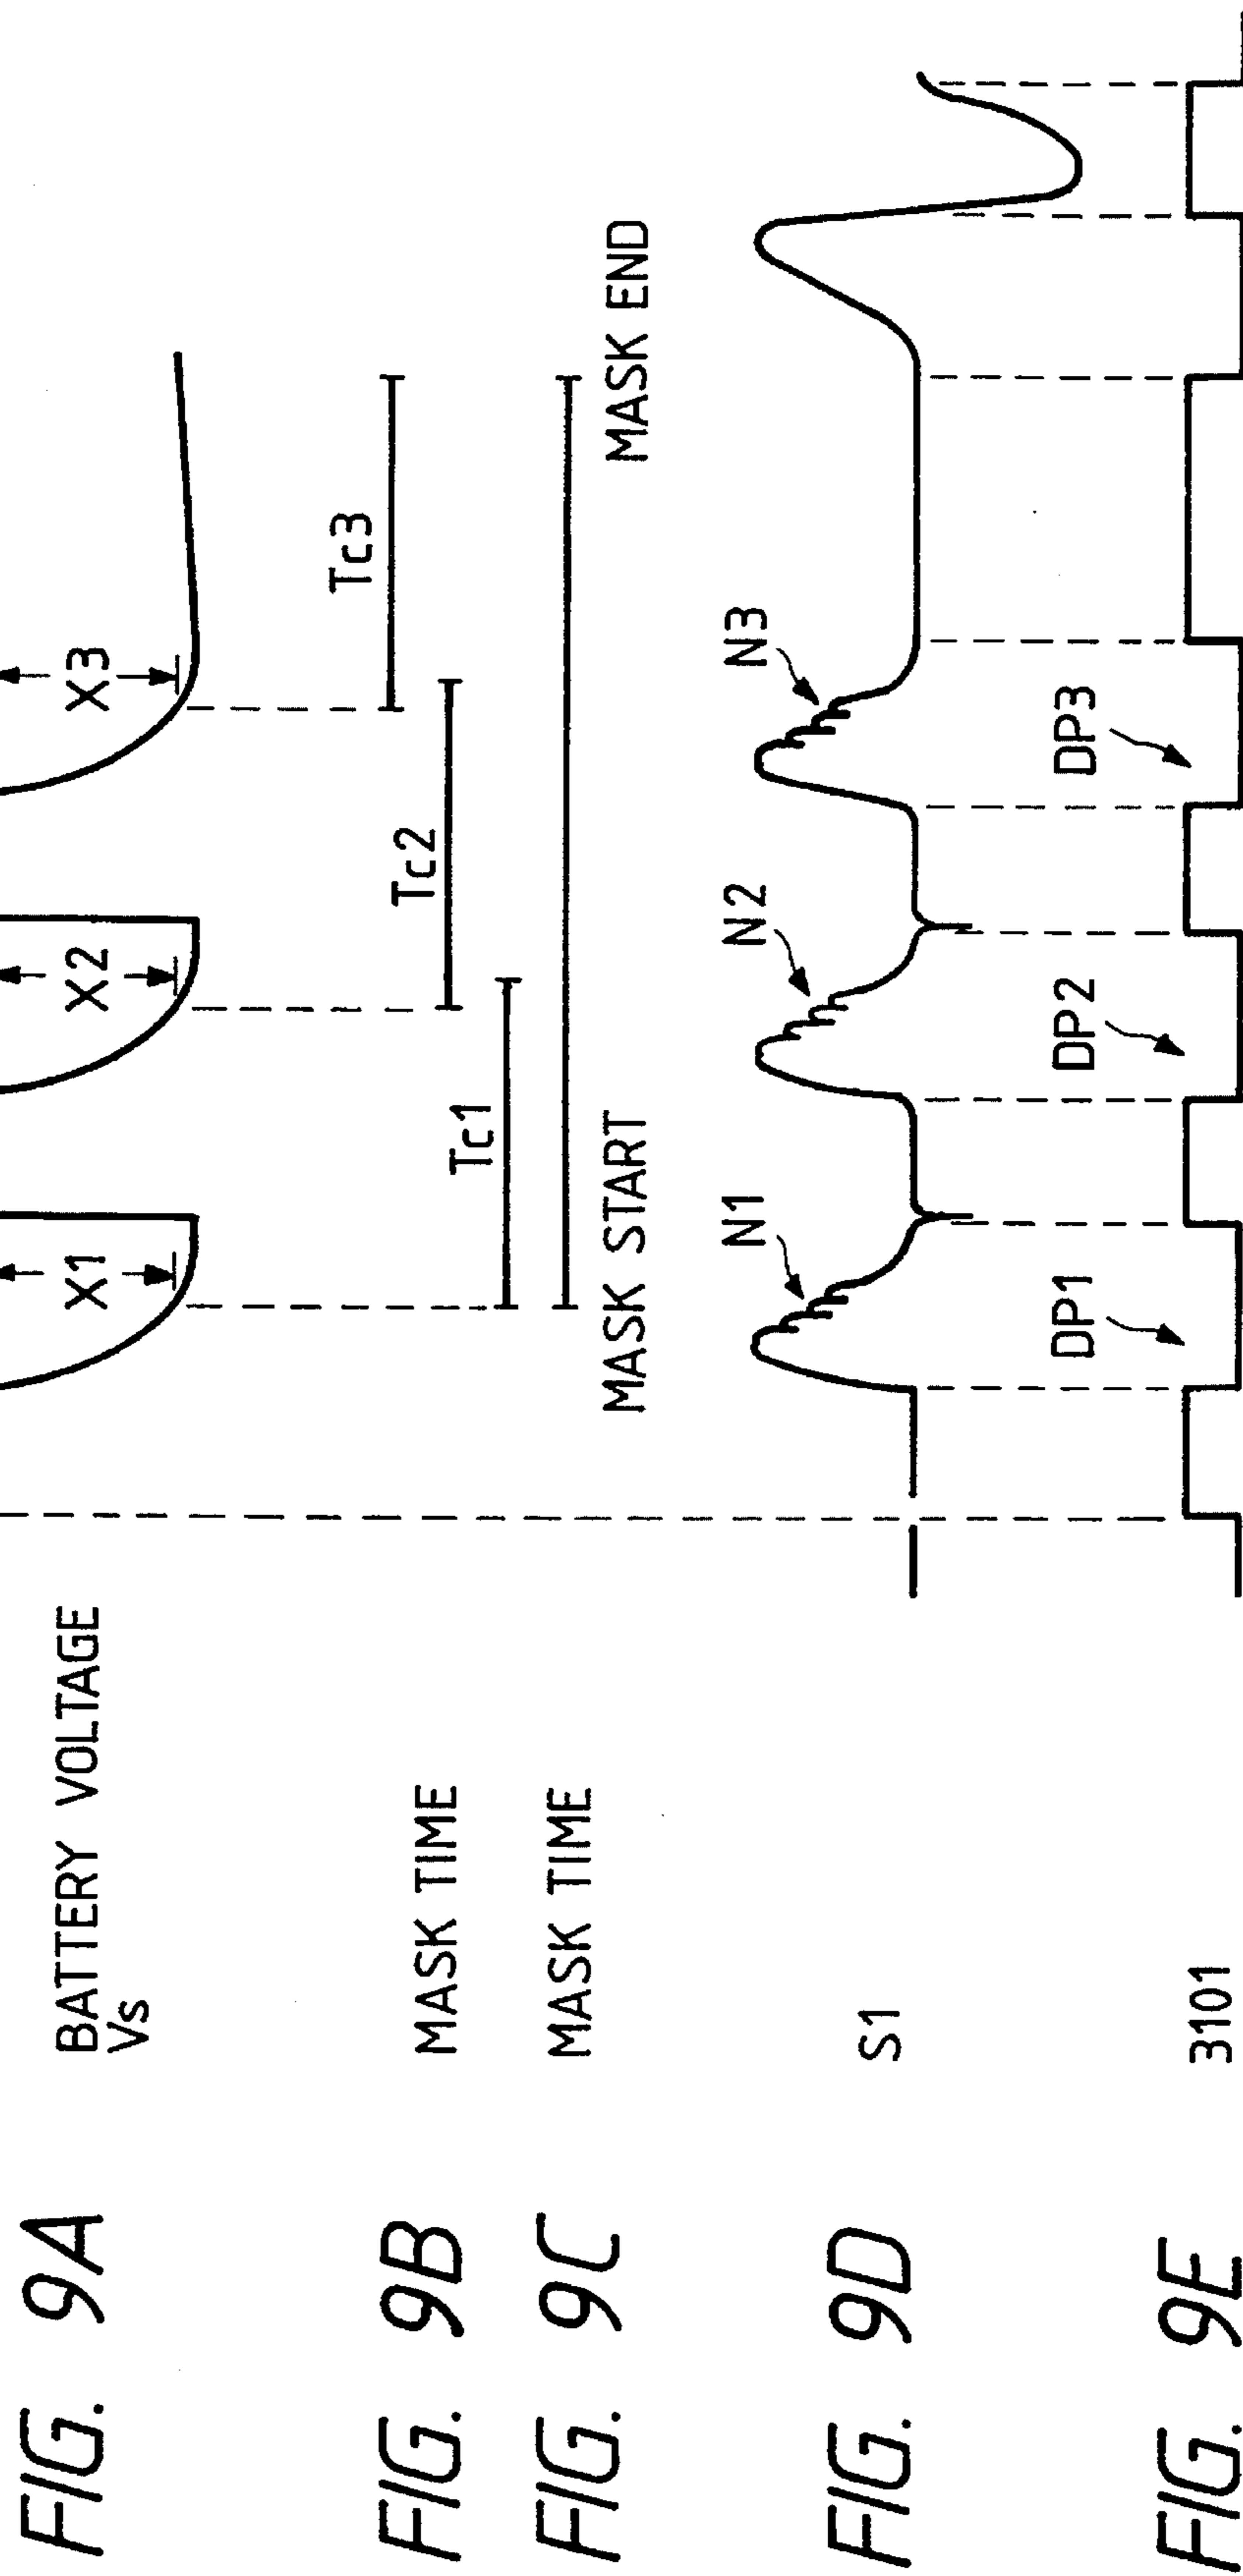 FIG. 9A
BATTERY VOLTAGE
Vs
X1
X2
X3
FIG. 9B
MASK TIME
Tc1
Tc2
Tc3
FIG. 9C
MASK TIME
MASK START
MASK END
FIG. 9D
S1
N1
N2
N3
FIG. 9E
3101
DP1
DP2
DP3